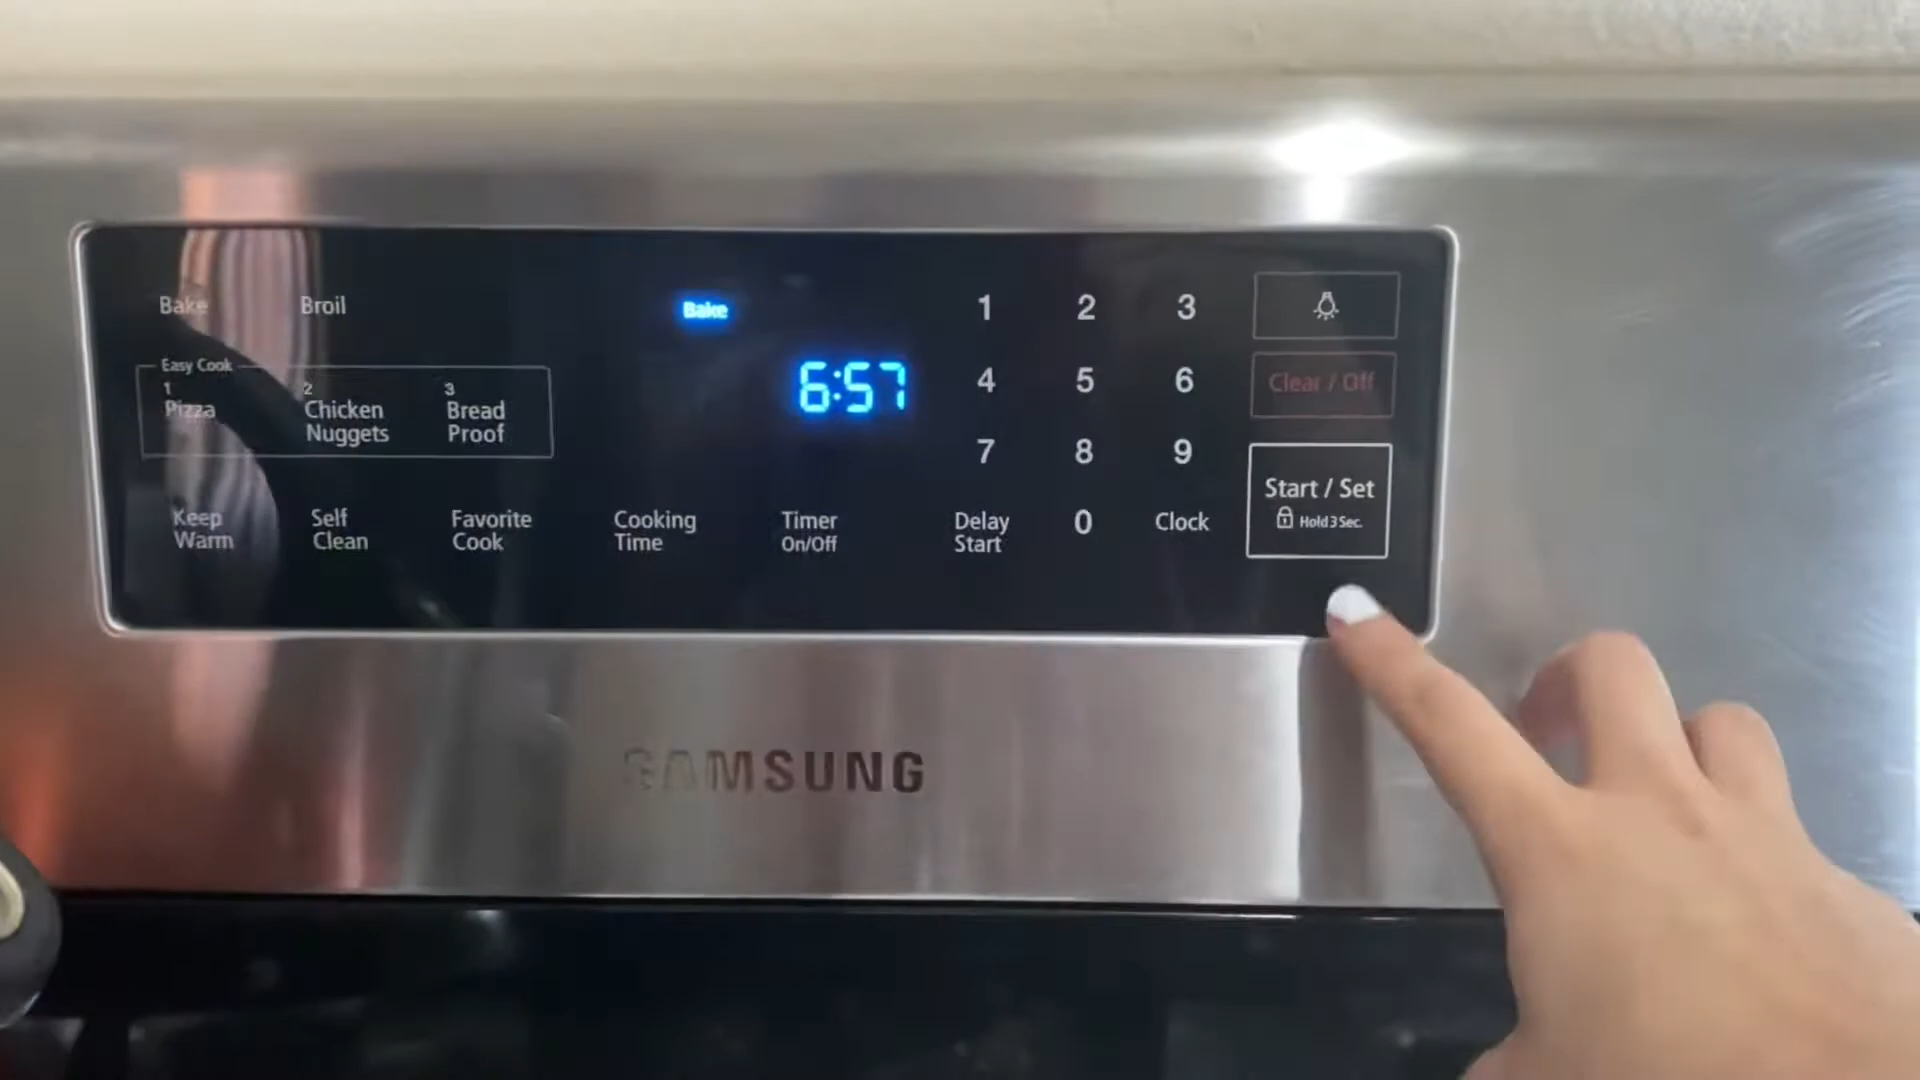 Bake
Broil
Bake
1 2 3
Easy Cook
1
Pizza
2
Chicken
Nuggets
3
Bread
Proof
6:57
4 5 6
Clear / Off
7 8 9
Start / Set
Hold 3 Sec.
Keep
Warm
Self
Clean
Favorite
Cook
Cooking
Time
Timer
On/Off
Delay
Start
0
Clock
SAMSUNG